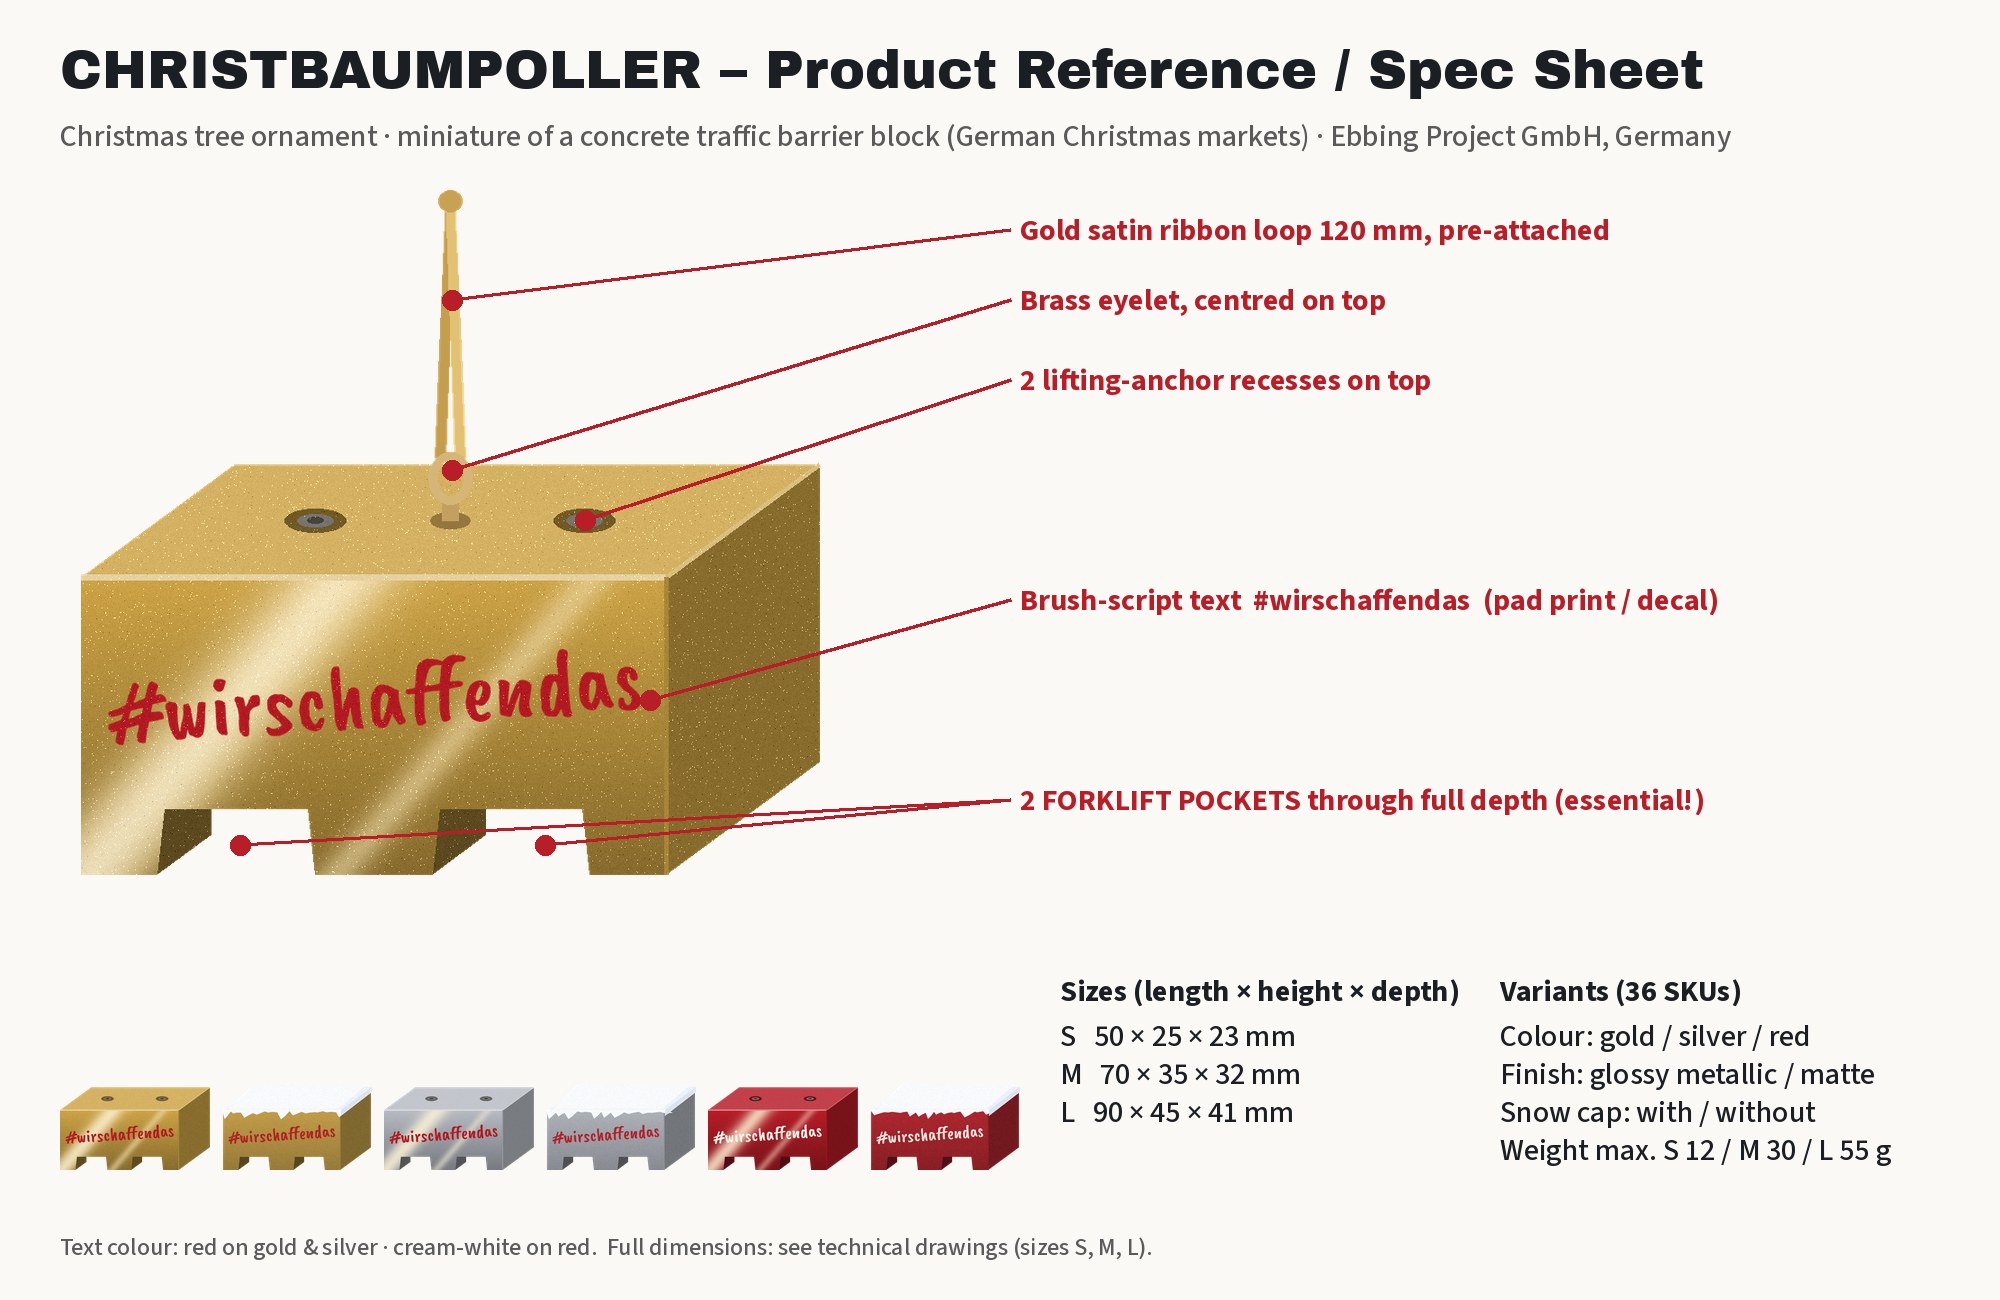 CHRISTBAUMPOLLER – Product Reference / Spec Sheet
Christmas tree ornament · miniature of a concrete traffic barrier block (German Christmas markets) · Ebbing Project GmbH, Germany
Gold satin ribbon loop 120 mm, pre-attached
Brass eyelet, centred on top
2 lifting-anchor recesses on top
Brush-script text #wirschaffendas (pad print / decal)
#wirschaffendas
2 FORKLIFT POCKETS through full depth (essential!)
Sizes (length × height × depth)
S 50 × 25 × 23 mm
M 70 × 35 × 32 mm
L 90 × 45 × 41 mm
Variants (36 SKUs)
Colour: gold / silver / red
Finish: glossy metallic / matte
Snow cap: with / without
Weight max. S 12 / M 30 / L 55 g
#wirschaffendas
#wirschaffendas
#wirschaffendas
#wirschaffendas
#wirschaffendas
#wirschaffendas
Text colour: red on gold & silver · cream-white on red. Full dimensions: see technical drawings (sizes S, M, L).